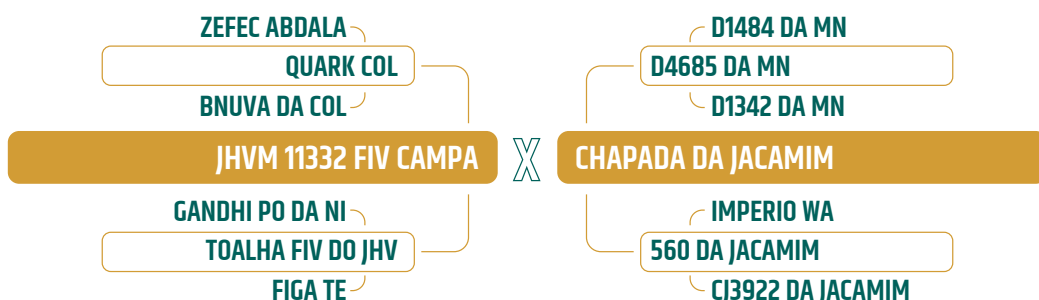 ZEFEC ABDALA
QUARK COL
BNUVA DA COL
JHVM 11332 FIV CAMPA
GANDHI PO DA NI
TOALHA FIV DO JHV
FIGA TE
X
D1484 DA MN
D4685 DA MN
D1342 DA MN
CHAPADA DA JACAMIM
IMPERIO WA
560 DA JACAMIM
CJ3922 DA JACAMIM